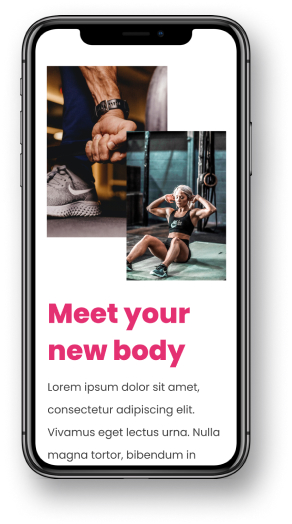 Meet your
new body
Lorem ipsum dolor sit amet,
consectetur adipiscing elit.
Vivamus eget lectus urna. Nulla
magna tortor, bibendum in